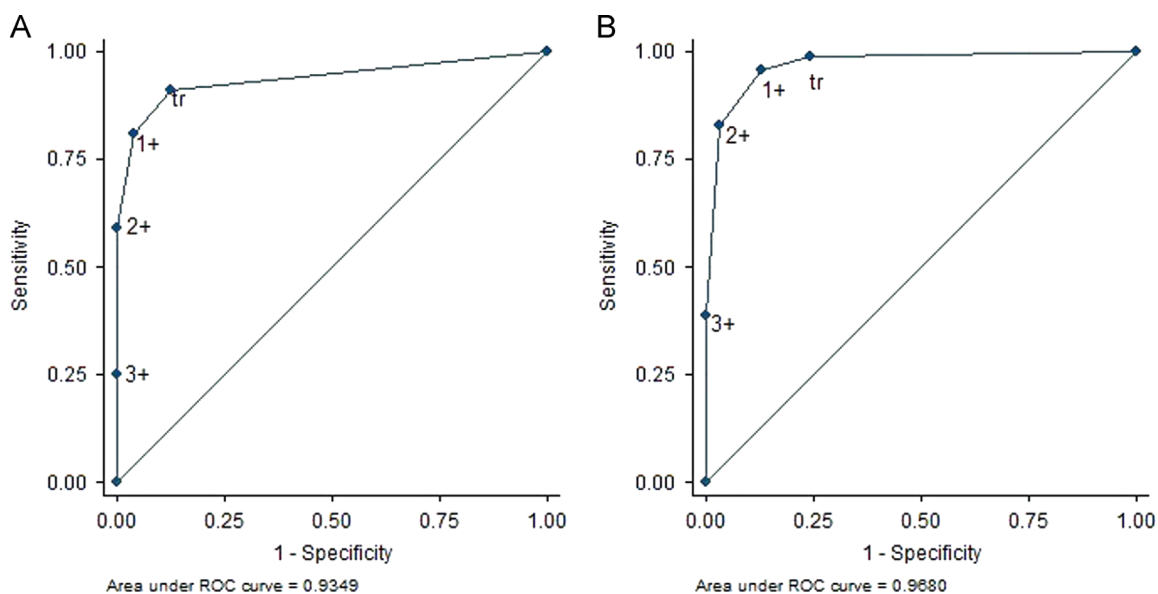 A
1.00
0.75
0.50
0.25
0.00
Sensitivity
tr
1+
2+
3+
0.00 0.25 0.50 0.75 1.00
1 - Specificity
Area under ROC curve = 0.9349
B
1.00
0.75
0.50
0.25
0.00
Sensitivity
1+ tr
2+
3+
0.00 0.25 0.50 0.75 1.00
1 - Specificity
Area under ROC curve = 0.9680